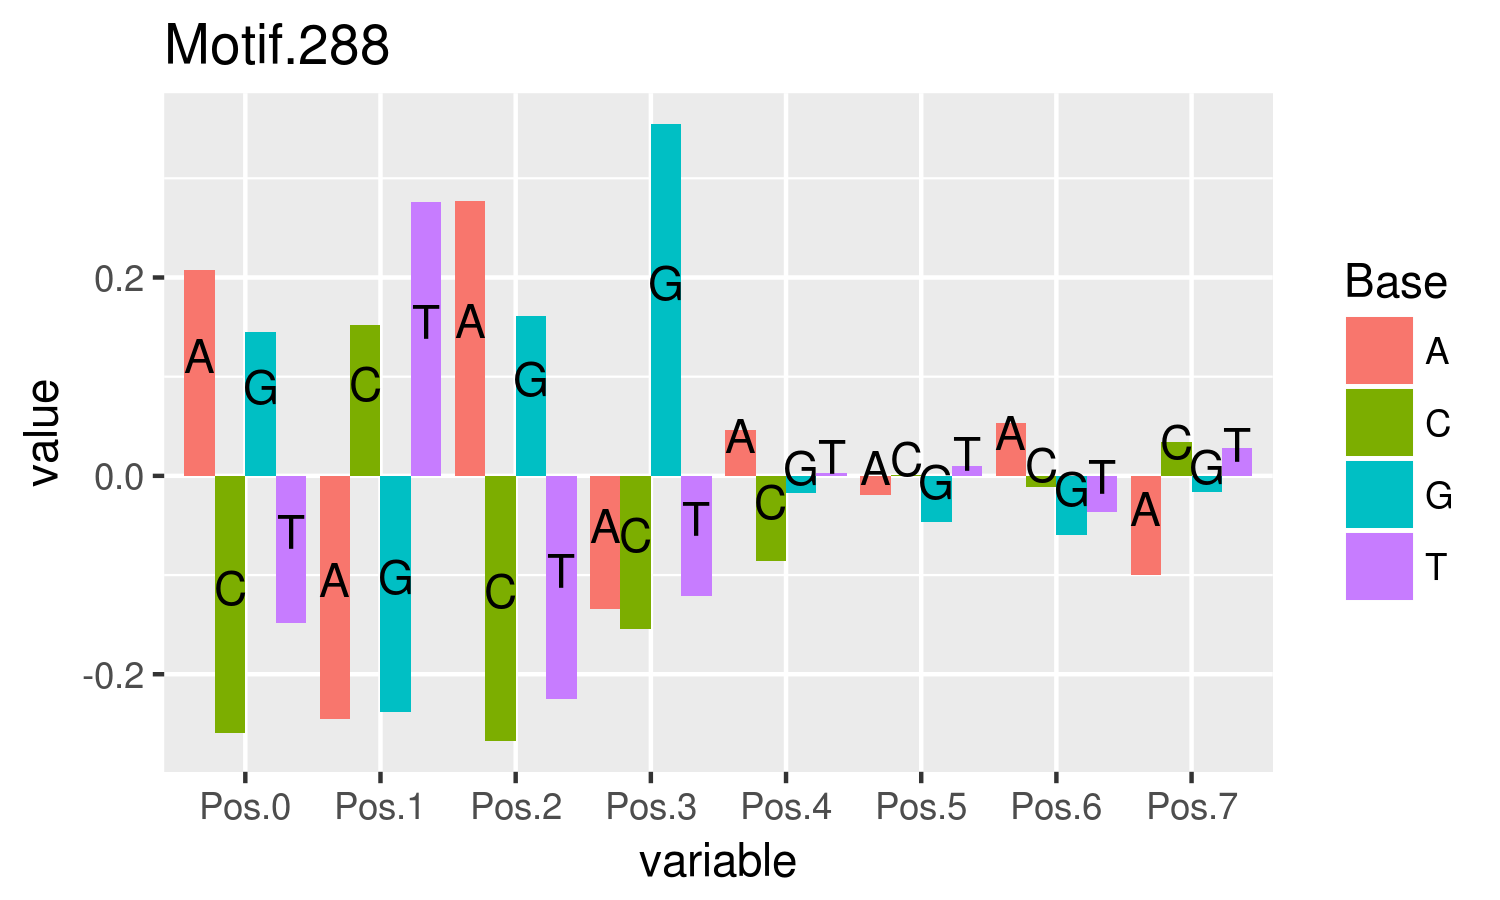 Motif.288
value
0.2
0.0
-0.2
A C G T A C G T A C G T A C G T A C G T A C G T A C G T A C G T
Pos.0 Pos.1 Pos.2 Pos.3 Pos.4 Pos.5 Pos.6 Pos.7
variable
Base
A
C
G
T